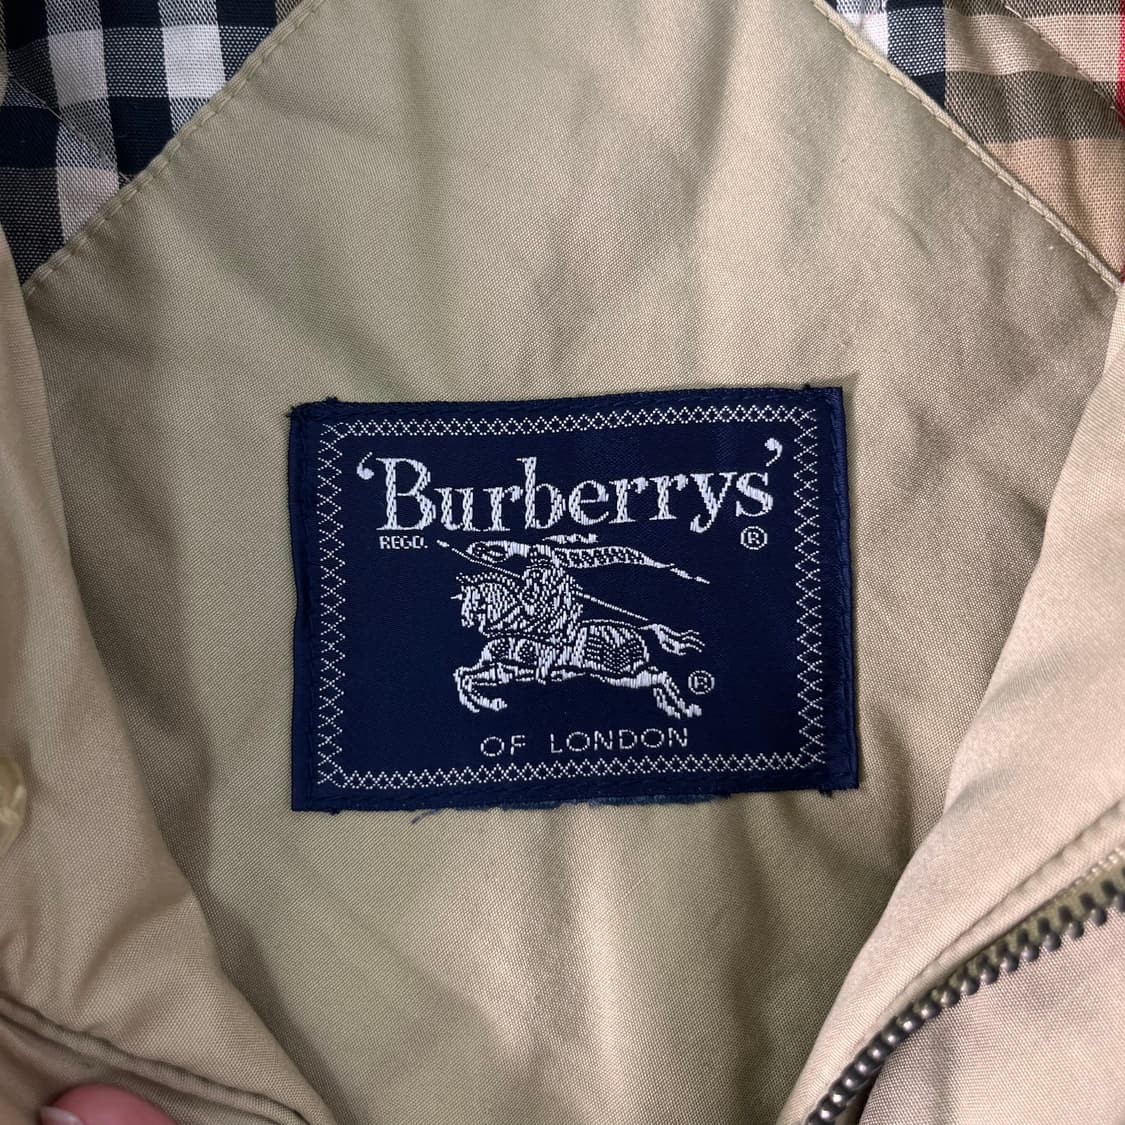 ‘Burberrys’
REGD. ®
®
OF LONDON